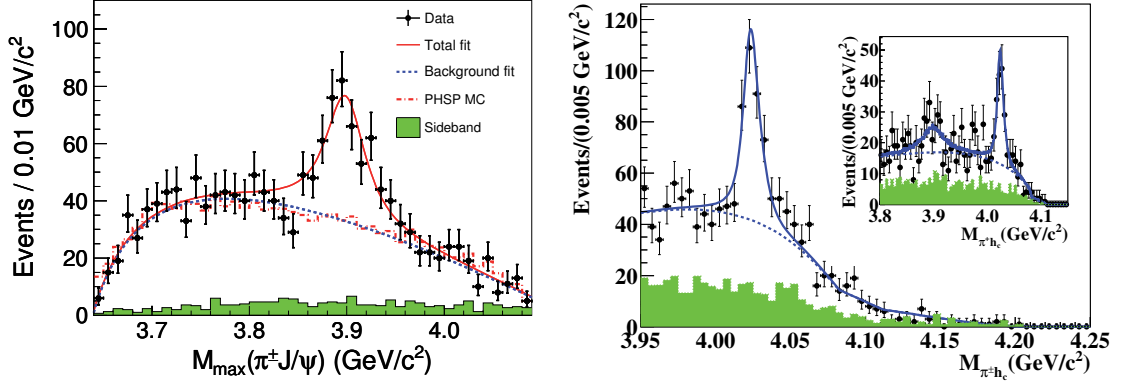 Events / 0.01 GeV/c²
100
80
60
40
20
0
Data
Total fit
Background fit
PHSP MC
Sideband
3.7 3.8 3.9 4.0
M_max(π±J/ψ) (GeV/c²)
Events/(0.005 GeV/c²)
120
100
80
60
40
20
0
3.95 4.00 4.05 4.10 4.15 4.20 4.25
M_π±h_c(GeV/c²)
Events/(0.005 GeV/c²)
50
40
30
20
10
0
3.8 3.9 4.0 4.1
M_π⁺h_c(GeV/c²)